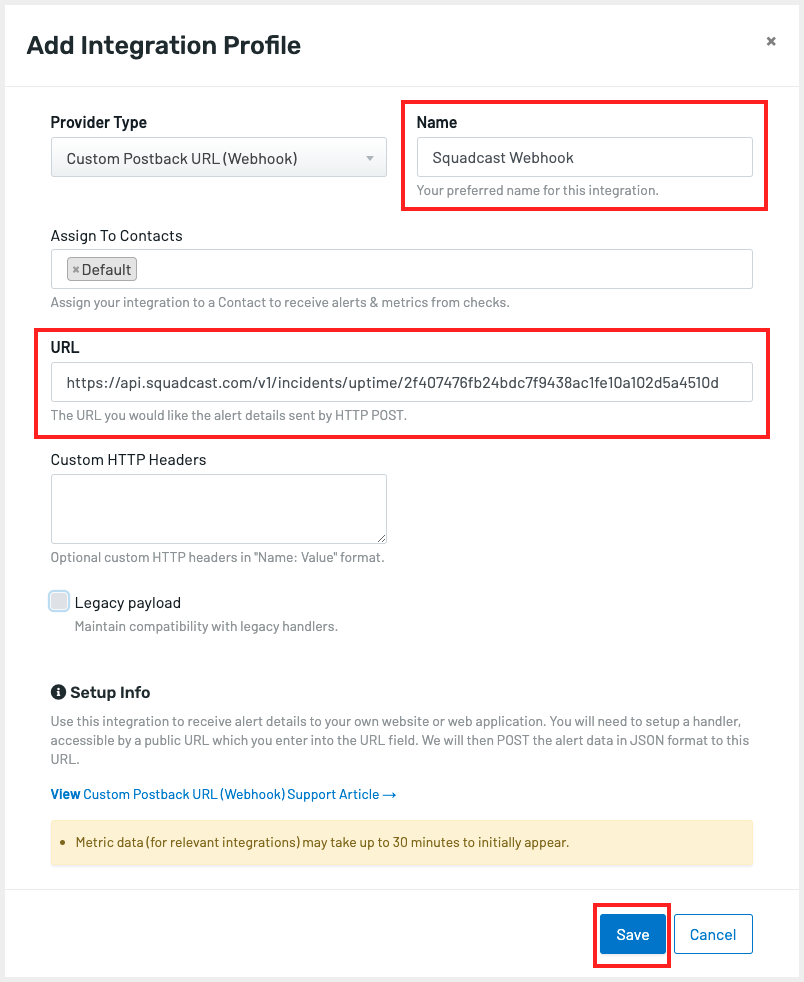 Add Integration Profile
×
Provider Type
Name
Custom Postback URL (Webhook)
Squadcast Webhook
Your preferred name for this integration.
Assign To Contacts
× Default
Assign your integration to a Contact to receive alerts & metrics from checks.
URL
https://api.squadcast.com/v1/incidents/uptime/2f407476fb24bdc7f9438ac1fe10a102d5a4510d
The URL you would like the alert details sent by HTTP POST.
Custom HTTP Headers
Optional custom HTTP headers in "Name: Value" format.
Legacy payload
Maintain compatibility with legacy handlers.
Setup Info
Use this integration to receive alert details to your own website or web application. You will need to setup a handler,
accessible by a public URL which you enter into the URL field. We will then POST the alert data in JSON format to this
URL.
View Custom Postback URL (Webhook) Support Article →
• Metric data (for relevant integrations) may take up to 30 minutes to initially appear.
Save
Cancel